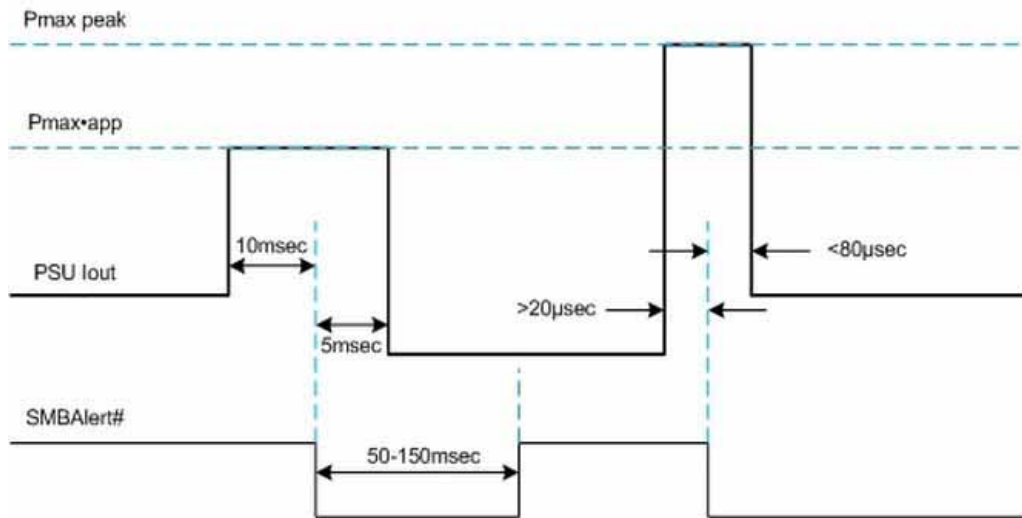 Pmax peak
Pmax•app
10msec
PSU Iout
<80µsec
>20µsec
5msec
SMBAlert#
50-150msec